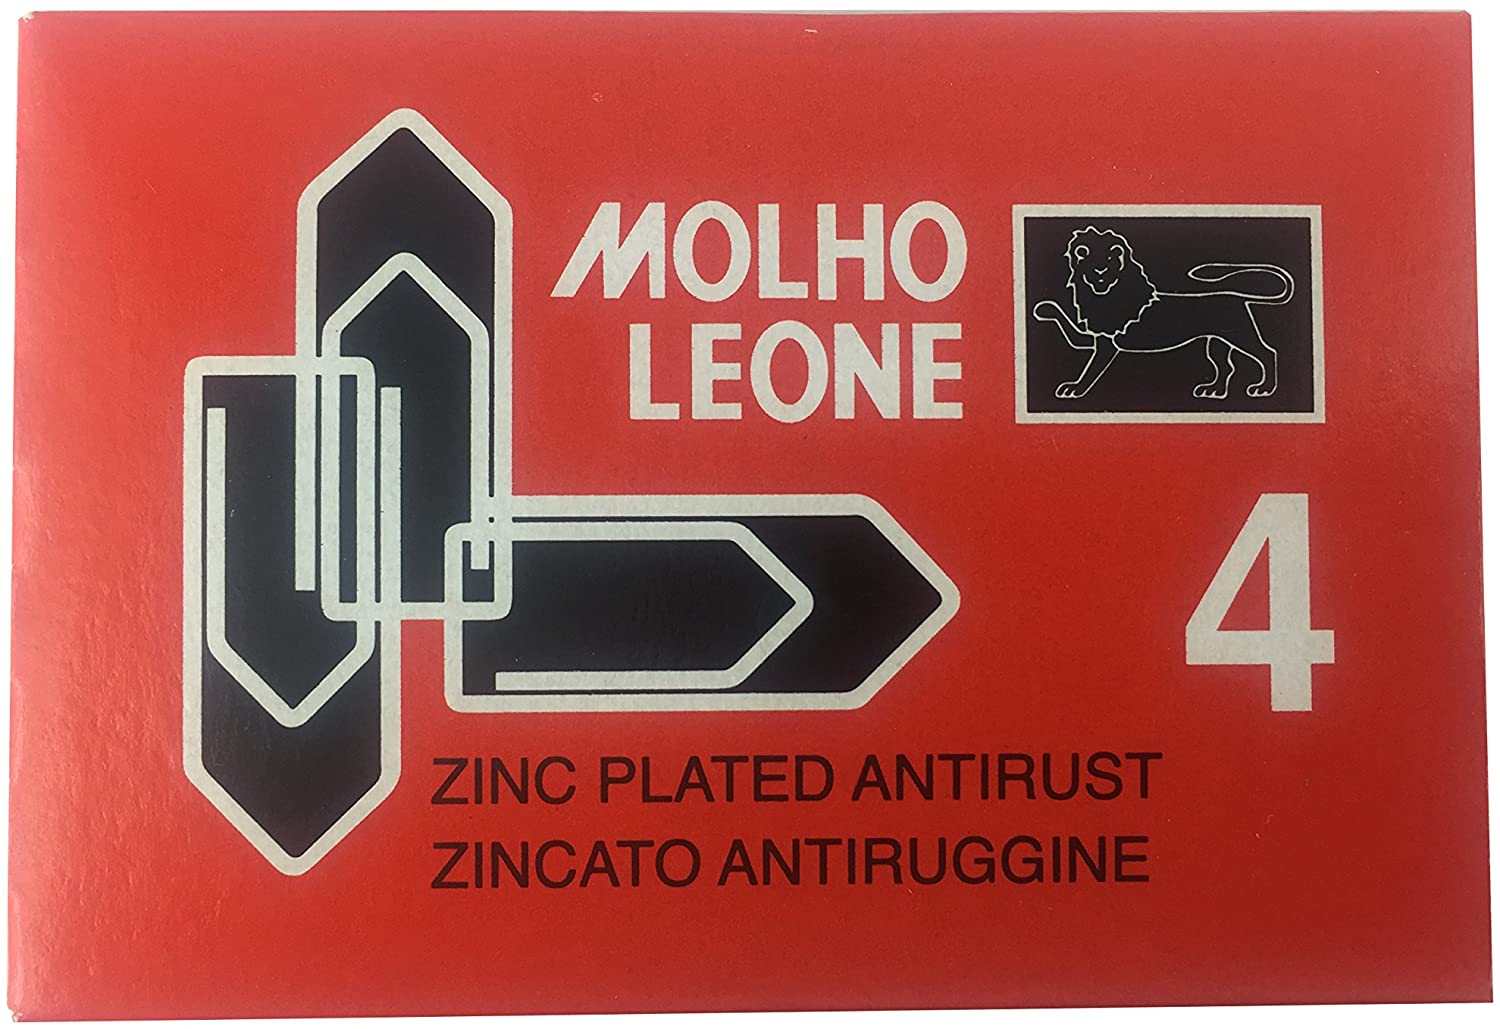 MOLHO
LEONE
4
ZINC PLATED ANTIRUST
ZINCATO ANTIRUGGINE